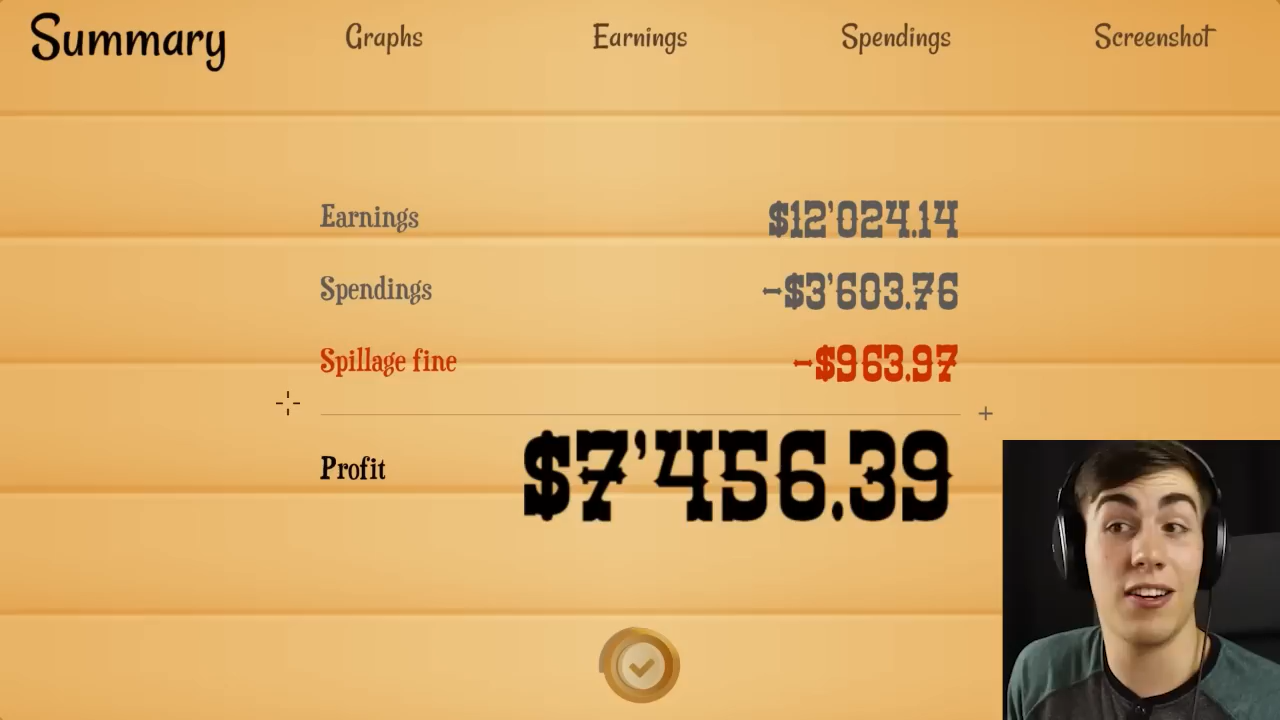 Summary Graphs Earnings Spendings Screenshot
Earnings $12'024.14
Spendings -$3'603.76
Spillage fine -$963.97
Profit $7'456.39